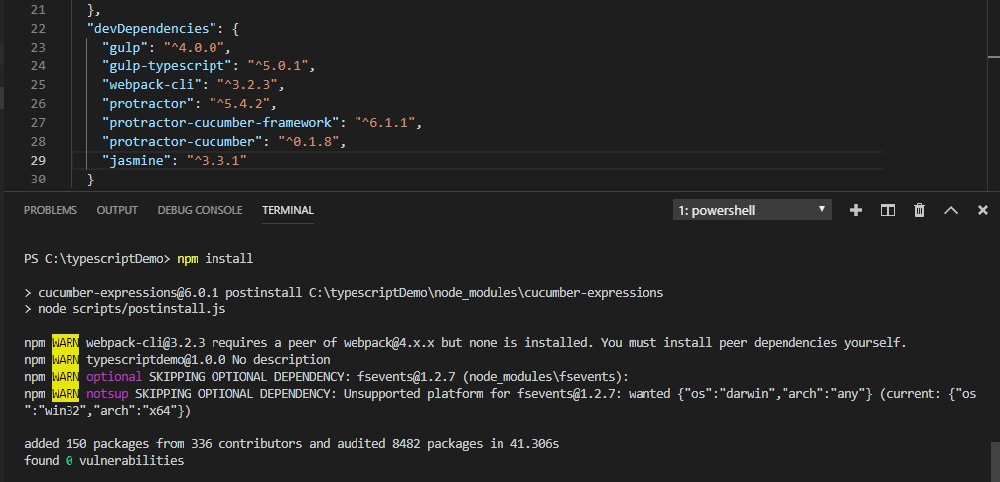 21 },
22 "devDependencies": {
23 "gulp": "^4.0.0",
24 "gulp-typescript": "^5.0.1",
25 "webpack-cli": "^3.2.3",
26 "protractor": "^5.4.2",
27 "protractor-cucumber-framework": "^6.1.1",
28 "protractor-cucumber": "^0.1.8",
29 "jasmine": "^3.3.1"
30 }
PROBLEMS OUTPUT DEBUG CONSOLE TERMINAL 1: powershell
PS C:\typescriptDemo> npm install
> cucumber-expressions@6.0.1 postinstall C:\typescriptDemo\node_modules\cucumber-expressions
> node scripts/postinstall.js
npm WARN webpack-cli@3.2.3 requires a peer of webpack@4.x.x but none is installed. You must install peer dependencies yourself.
npm WARN typescriptdemo@1.0.0 No description
npm WARN optional SKIPPING OPTIONAL DEPENDENCY: fsevents@1.2.7 (node_modules\fsevents):
npm WARN notsup SKIPPING OPTIONAL DEPENDENCY: Unsupported platform for fsevents@1.2.7: wanted {"os":"darwin","arch":"any"} (current: {"os
":"win32","arch":"x64"})
added 150 packages from 336 contributors and audited 8482 packages in 41.306s
found 0 vulnerabilities